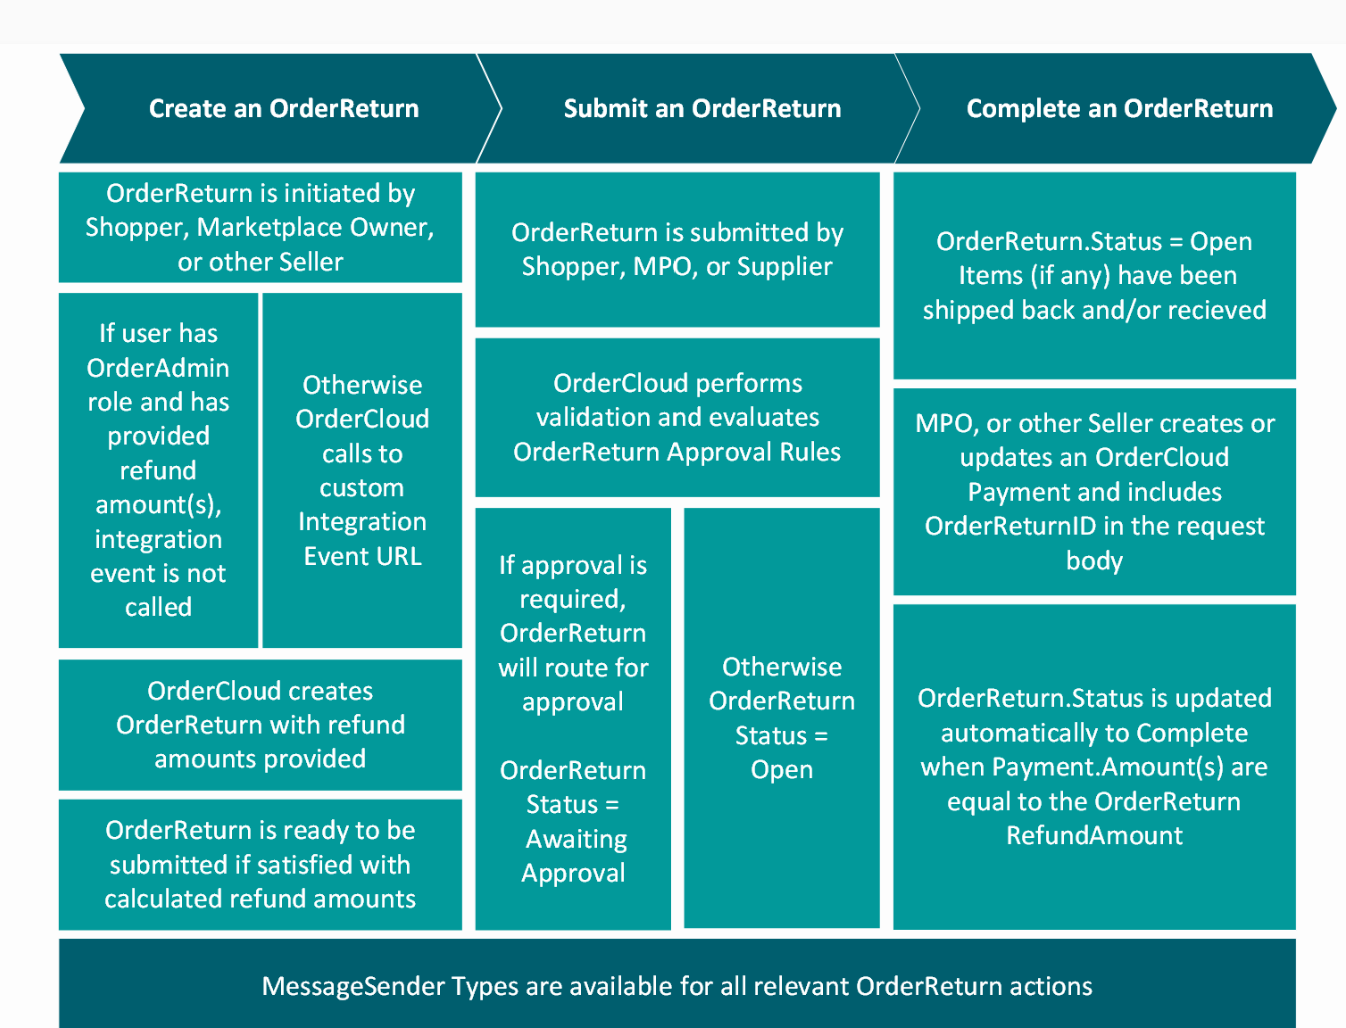 Create an OrderReturn
Submit an OrderReturn
Complete an OrderReturn
OrderReturn is initiated by
Shopper, Marketplace Owner,
or other Seller
If user has
OrderAdmin
role and has
provided
refund
amount(s),
integration
event is not
called
Otherwise
OrderCloud
calls to
custom
Integration
Event URL
OrderCloud creates
OrderReturn with refund
amounts provided
OrderReturn is ready to be
submitted if satisfied with
calculated refund amounts
OrderReturn is submitted by
Shopper, MPO, or Supplier
OrderCloud performs
validation and evaluates
OrderReturn Approval Rules
If approval is
required,
OrderReturn
will route for
approval
OrderReturn
Status =
Awaiting
Approval
Otherwise
OrderReturn
Status =
Open
OrderReturn.Status = Open
Items (if any) have been
shipped back and/or recieved
MPO, or other Seller creates or
updates an OrderCloud
Payment and includes
OrderReturnID in the request
body
OrderReturn.Status is updated
automatically to Complete
when Payment.Amount(s) are
equal to the OrderReturn
RefundAmount
MessageSender Types are available for all relevant OrderReturn actions